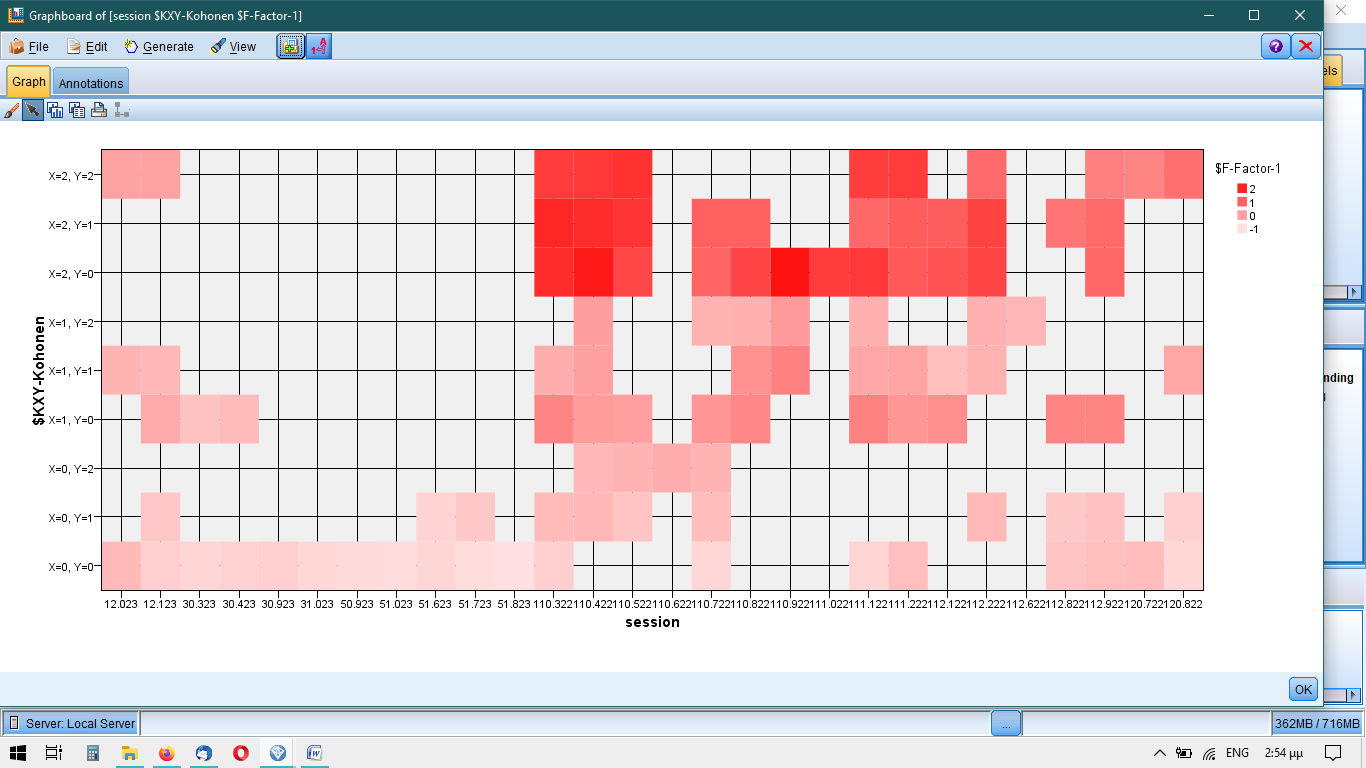 Graphboard of [session $KXY-Kohonen $F-Factor-1]
File Edit Generate View
Graph Annotations
els
$F-Factor-1
2
1
0
-1
X=2, Y=2
X=2, Y=1
X=2, Y=0
X=1, Y=2
X=1, Y=1
X=1, Y=0
X=0, Y=2
X=0, Y=1
X=0, Y=0
$KXY-Kohonen
nding
12.023 12.123 30.323 30.423 30.923 31.023 50.923 51.023 51.623 51.723 51.823 110.322 110.422 110.522 110.622 110.722 110.822 110.922 111.022 111.122 111.222 112.122 112.222 112.622 112.822 112.922 120.722 120.822
session
OK
Server: Local Server ... 362MB / 716MB
ENG 2:54 μμ